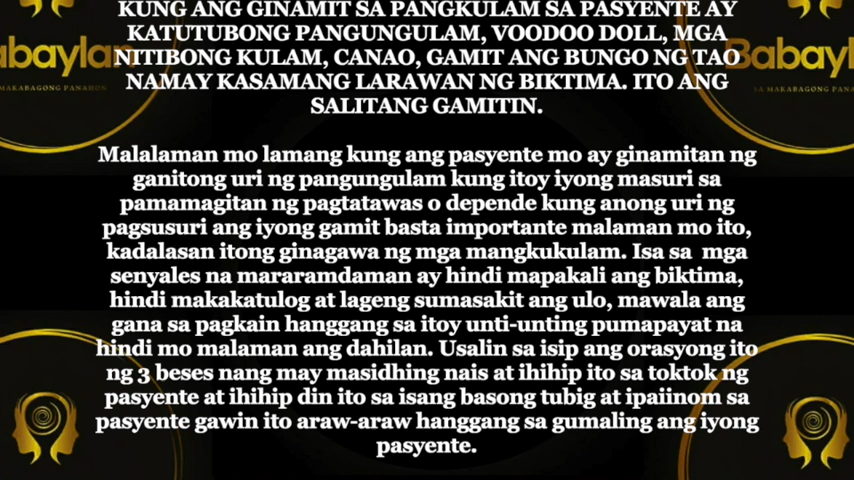 KUNG ANG GINAMIT SA PANGKULAM SA PASYENTE AY
KATUTUBONG PANGUNGULAM, VOODOO DOLL, MGA
NITIBONG KULAM, CANAO, GAMIT ANG BUNGO NG TAO
NAMAY KASAMANG LARAWAN NG BIKTIMA. ITO ANG
SALITANG GAMITIN.
Malalaman mo lamang kung ang pasyente mo ay ginamitan ng
ganitong uri ng pangungulam kung itoy iyong masuri sa
pamamagitan ng pagtatawas o depende kung anong uri ng
pagsusuri ang iyong gamit basta importante malaman mo ito,
kadalasan itong ginagawa ng mga mangkukulam. Isa sa mga
senyales na mararamdaman ay hindi mapakali ang biktima,
hindi makakatulog at lageng sumasakit ang ulo, mawala ang
gana sa pagkain hanggang sa itoy unti-unting pumapayat na
hindi mo malaman ang dahilan. Usalin sa isip ang orasyong ito
ng 3 beses nang may masidhing nais at ihihip ito sa toktok ng
pasyente at ihihip din ito sa isang basong tubig at ipaiinom sa
pasyente gawin ito araw-araw hanggang sa gumaling ang iyong
pasyente.
abaylan
MAKABAGONG PANAHON
Babayl
SA MAKABAGONG PANA